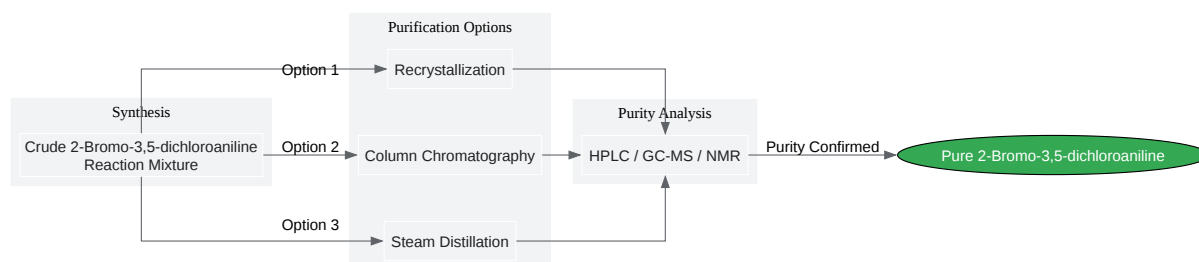 Purification Options
Option 1
Recrystallization
Synthesis
Crude 2-Bromo-3,5-dichloroaniline
Reaction Mixture
Option 2
Column Chromatography
Purity Analysis
HPLC / GC-MS / NMR
Purity Confirmed
Pure 2-Bromo-3,5-dichloroaniline
Option 3
Steam Distillation